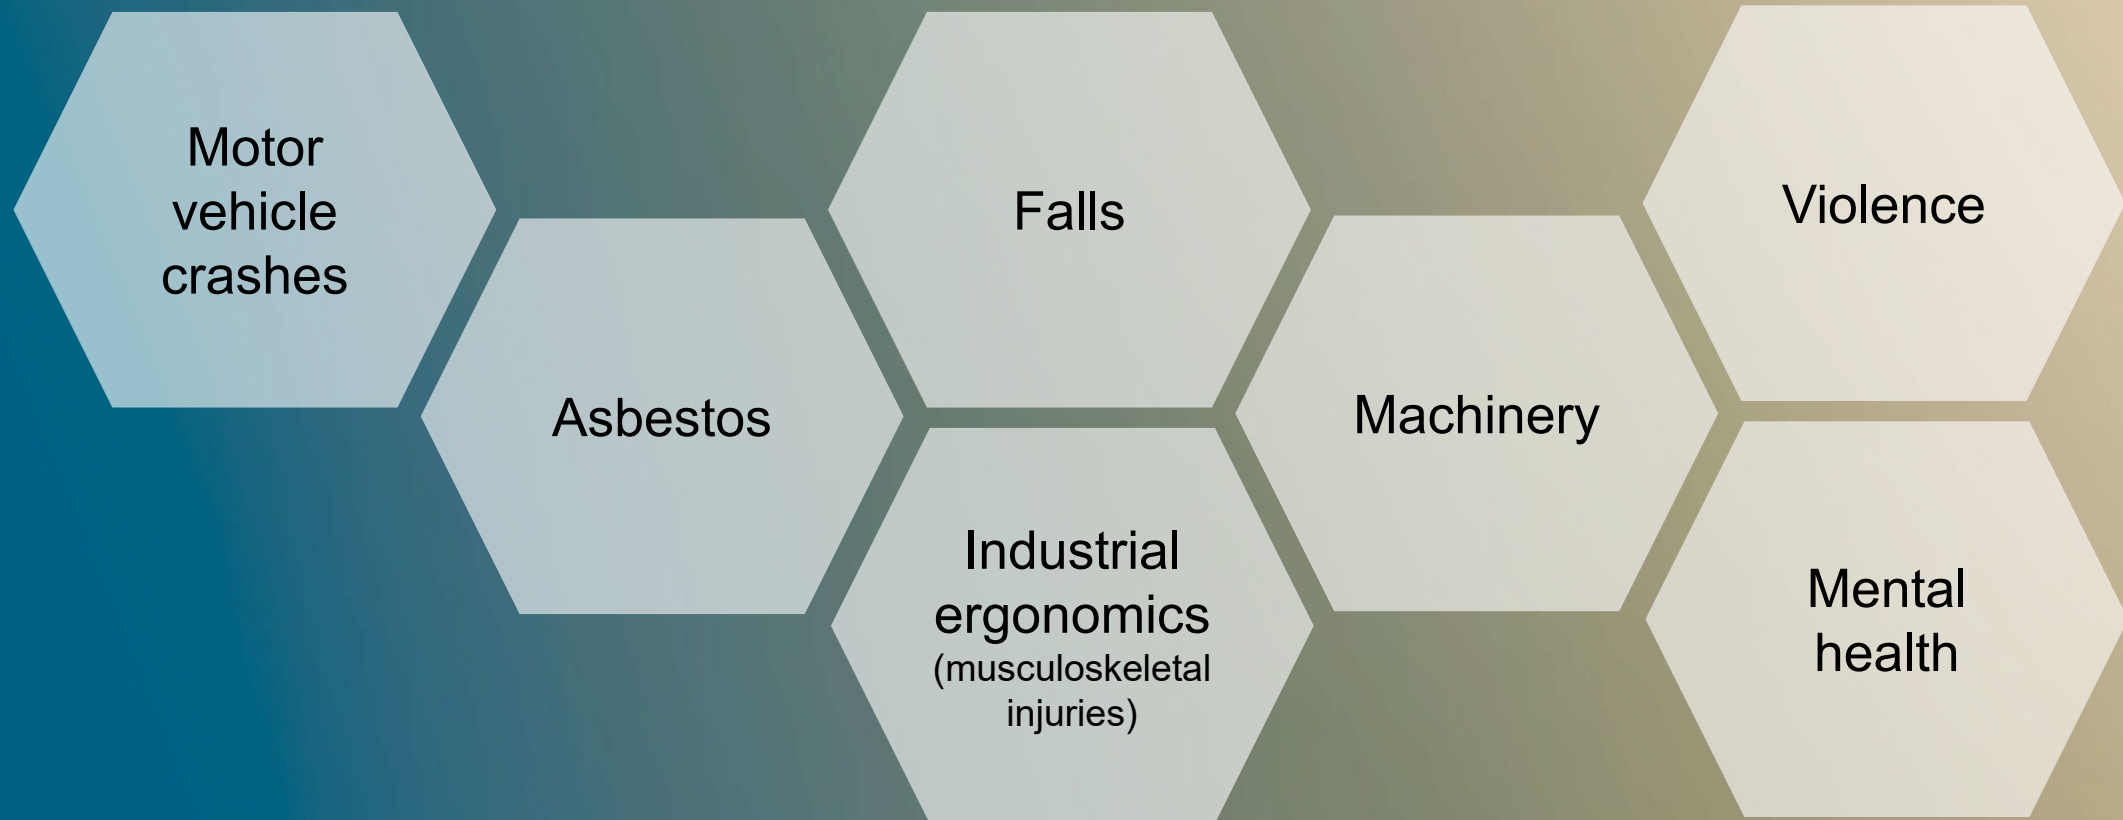 Motor
vehicle
crashes
Asbestos
Falls
Industrial
ergonomics
(musculoskeletal
injuries)
Machinery
Violence
Mental
health